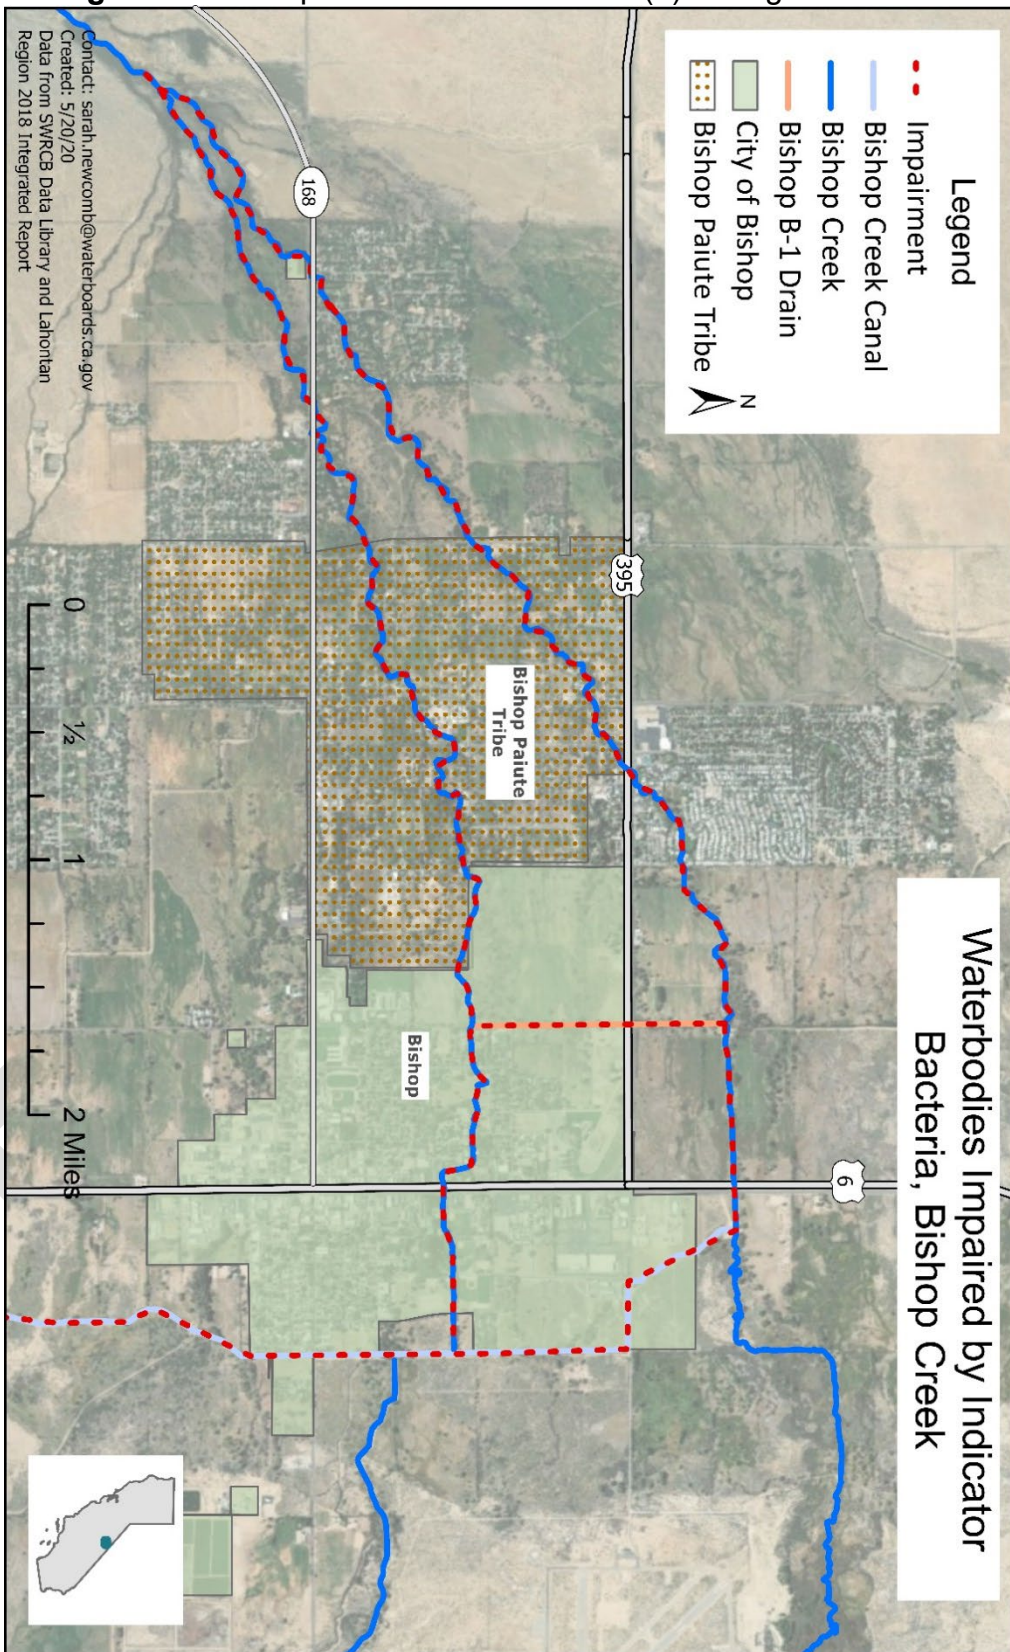 Waterbodies Impaired by Indicator
Bacteria, Bishop Creek
Legend
Impairment
Bishop Creek Canal
Bishop Creek
Bishop B-1 Drain
City of Bishop
Bishop Paiute Tribe
N
395
6
168
Bishop Paiute
Tribe
Bishop
0 ½ 1 2 Miles
Contact: sarah.newcomb@waterboards.ca.gov
Created: 5/20/20
Data from SWRCB Data Library and Lahontan
Region 2018 Integrated Report